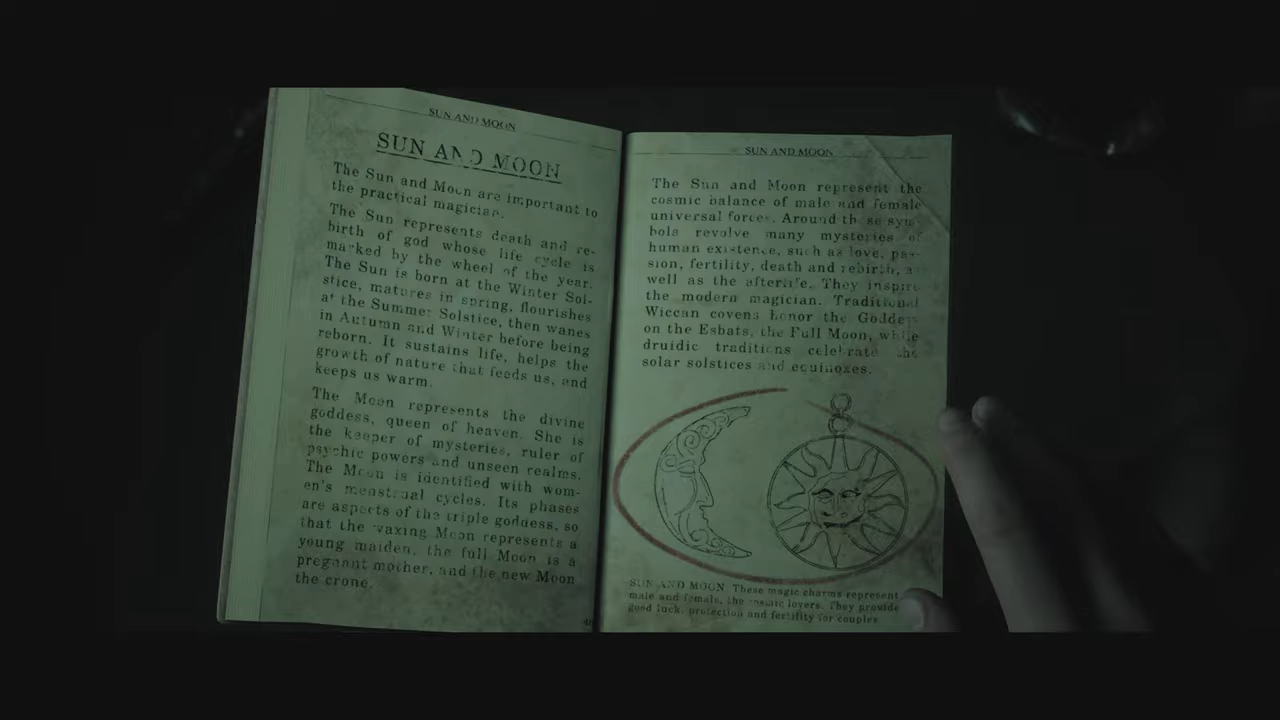 SUN AND MOON
SUN AND MOON
The Sun and Moon are important to
the practical magician.
The Sun represents death and re-
birth of god whose life cycle is
marked by the wheel of the year.
The Sun is born at the Winter Sol-
stice, matures in spring, flourishes
at the Summer Solstice, then wanes
in Autumn and Winter before being
reborn. It sustains life, helps the
growth of nature that feeds us, and
keeps us warm.
The Moon represents the divine
goddess, queen of heaven. She is
the keeper of mysteries, ruler of
psychic powers and unseen realms.
The Moon is identified with wom-
en's menstrual cycles. Its phases
are aspects of the triple goddess, so
that the waxing Moon represents a
young maiden, the full Moon is a
pregnant mother, and the new Moon
the crone.
SUN AND MOON
The Sun and Moon represent the
cosmic balance of male and female
universal forces. Around these sym-
bols revolve many mysteries of
human existence, such as love, pas-
sion, fertility, death and rebirth, as
well as the afterlife. They inspire
the modern magician. Traditional
Wiccan covens honor the Goddess
on the Esbats, the Full Moon, while
druidic traditions celebrate the
solar solstices and equinoxes.
SUN AND MOON These magic charms represent
male and female, the cosmic lovers. They provide
good luck, protection and fertility for couples